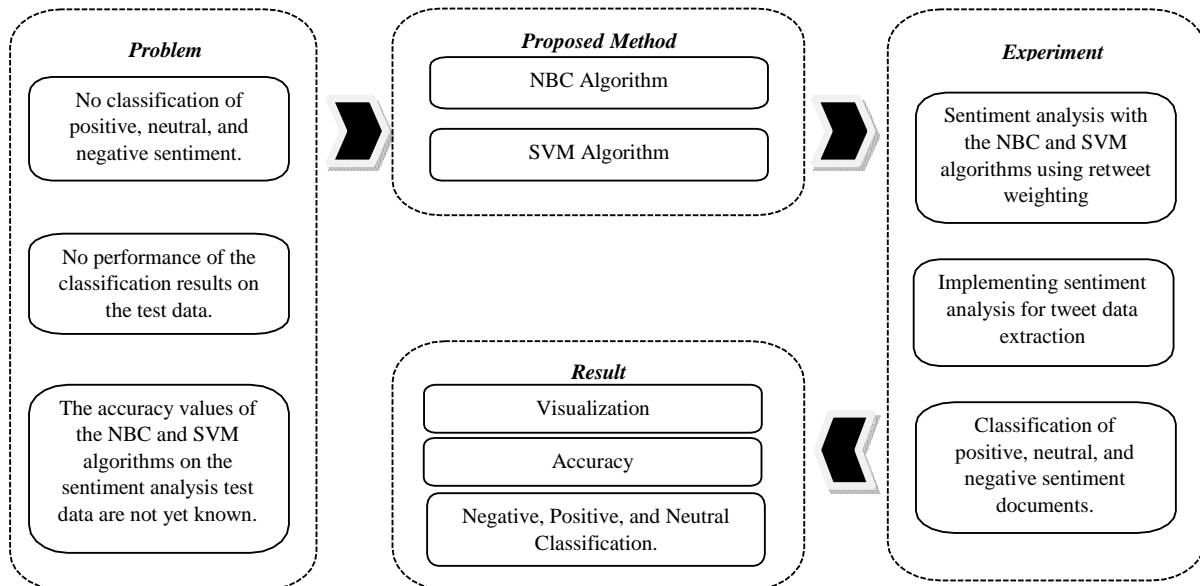 Problem
No classification of
positive, neutral, and
negative sentiment.
No performance of the
classification results on
the test data.
The accuracy values of
the NBC and SVM
algorithms on the
sentiment analysis test
data are not yet known.
Proposed Method
NBC Algorithm
SVM Algorithm
Experiment
Sentiment analysis with
the NBC and SVM
algorithms using retweet
weighting
Implementing sentiment
analysis for tweet data
extraction
Classification of
positive, neutral, and
negative sentiment
documents.
Result
Visualization
Accuracy
Negative, Positive, and Neutral
Classification.